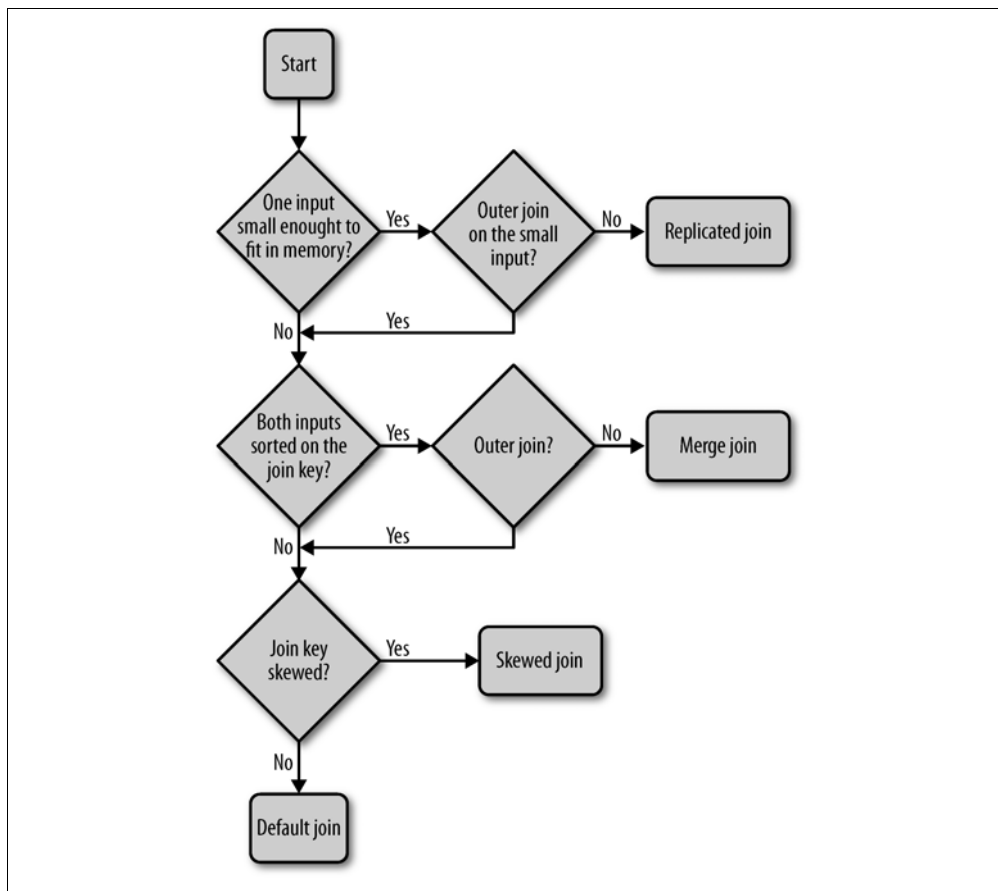 Start
One input
small enought to
fit in memory?
Yes
Outer join
on the small
input?
No
Replicated join
Yes
No
Both inputs
sorted on the
join key?
Yes
Outer join?
No
Merge join
Yes
No
Join key
skewed?
Yes
Skewed join
No
Default join